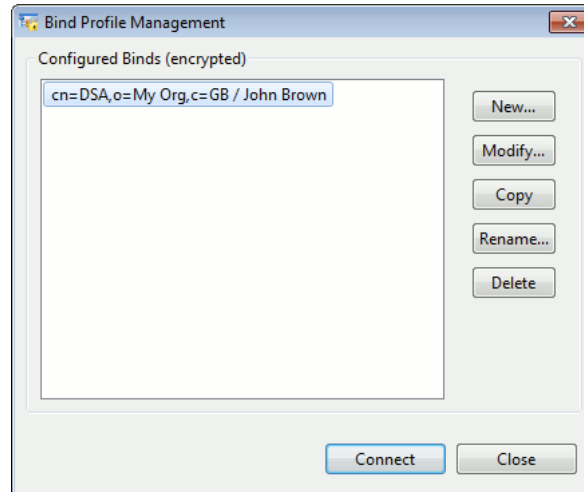 Bind Profile Management
Configured Binds (encrypted)
cn=DSA,o=My Org,c=GB / John Brown
New...
Modify...
Copy
Rename...
Delete
Connect
Close